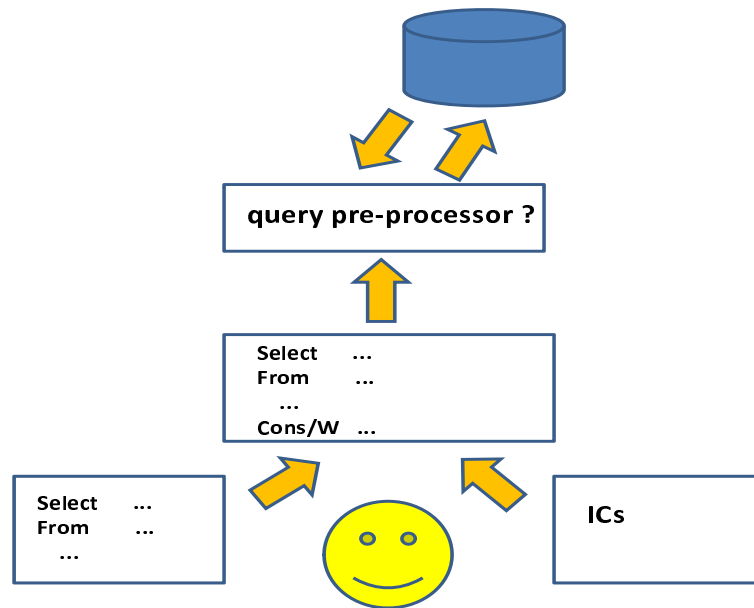 query pre-processor ?
Select ...
From ...
...
Cons/W ...
Select ...
From ...
...
ICs